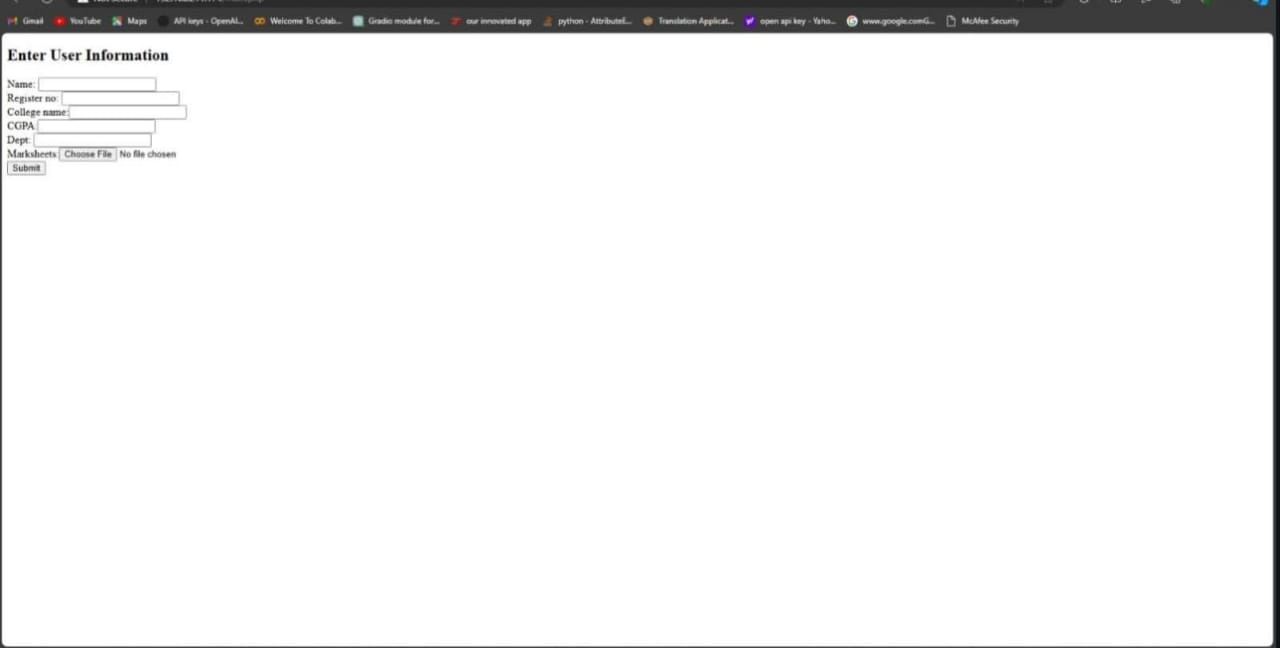 Gmail YouTube Maps API keys - OpenAI... Welcome To Colab... Gradio module for... our innovated app python - AttributeE... Translation Applicat... open api key - Yaho... www.google.comG... McAfee Security
Enter User Information
Name:
Register no:
College name:
CGPA:
Dept:
Marksheets: Choose File No file chosen
Submit